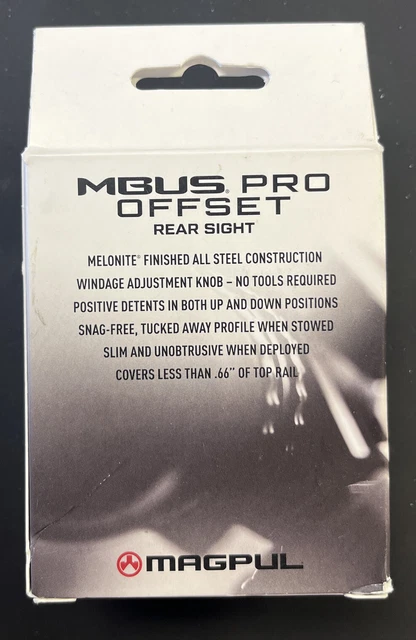 MBUS® PRO
OFFSET
REAR SIGHT
MELONITE® FINISHED ALL STEEL CONSTRUCTION
WINDAGE ADJUSTMENT KNOB – NO TOOLS REQUIRED
POSITIVE DETENTS IN BOTH UP AND DOWN POSITIONS
SNAG-FREE, TUCKED AWAY PROFILE WHEN STOWED
SLIM AND UNOBTRUSIVE WHEN DEPLOYED
COVERS LESS THAN .66” OF TOP RAIL
MAGPUL